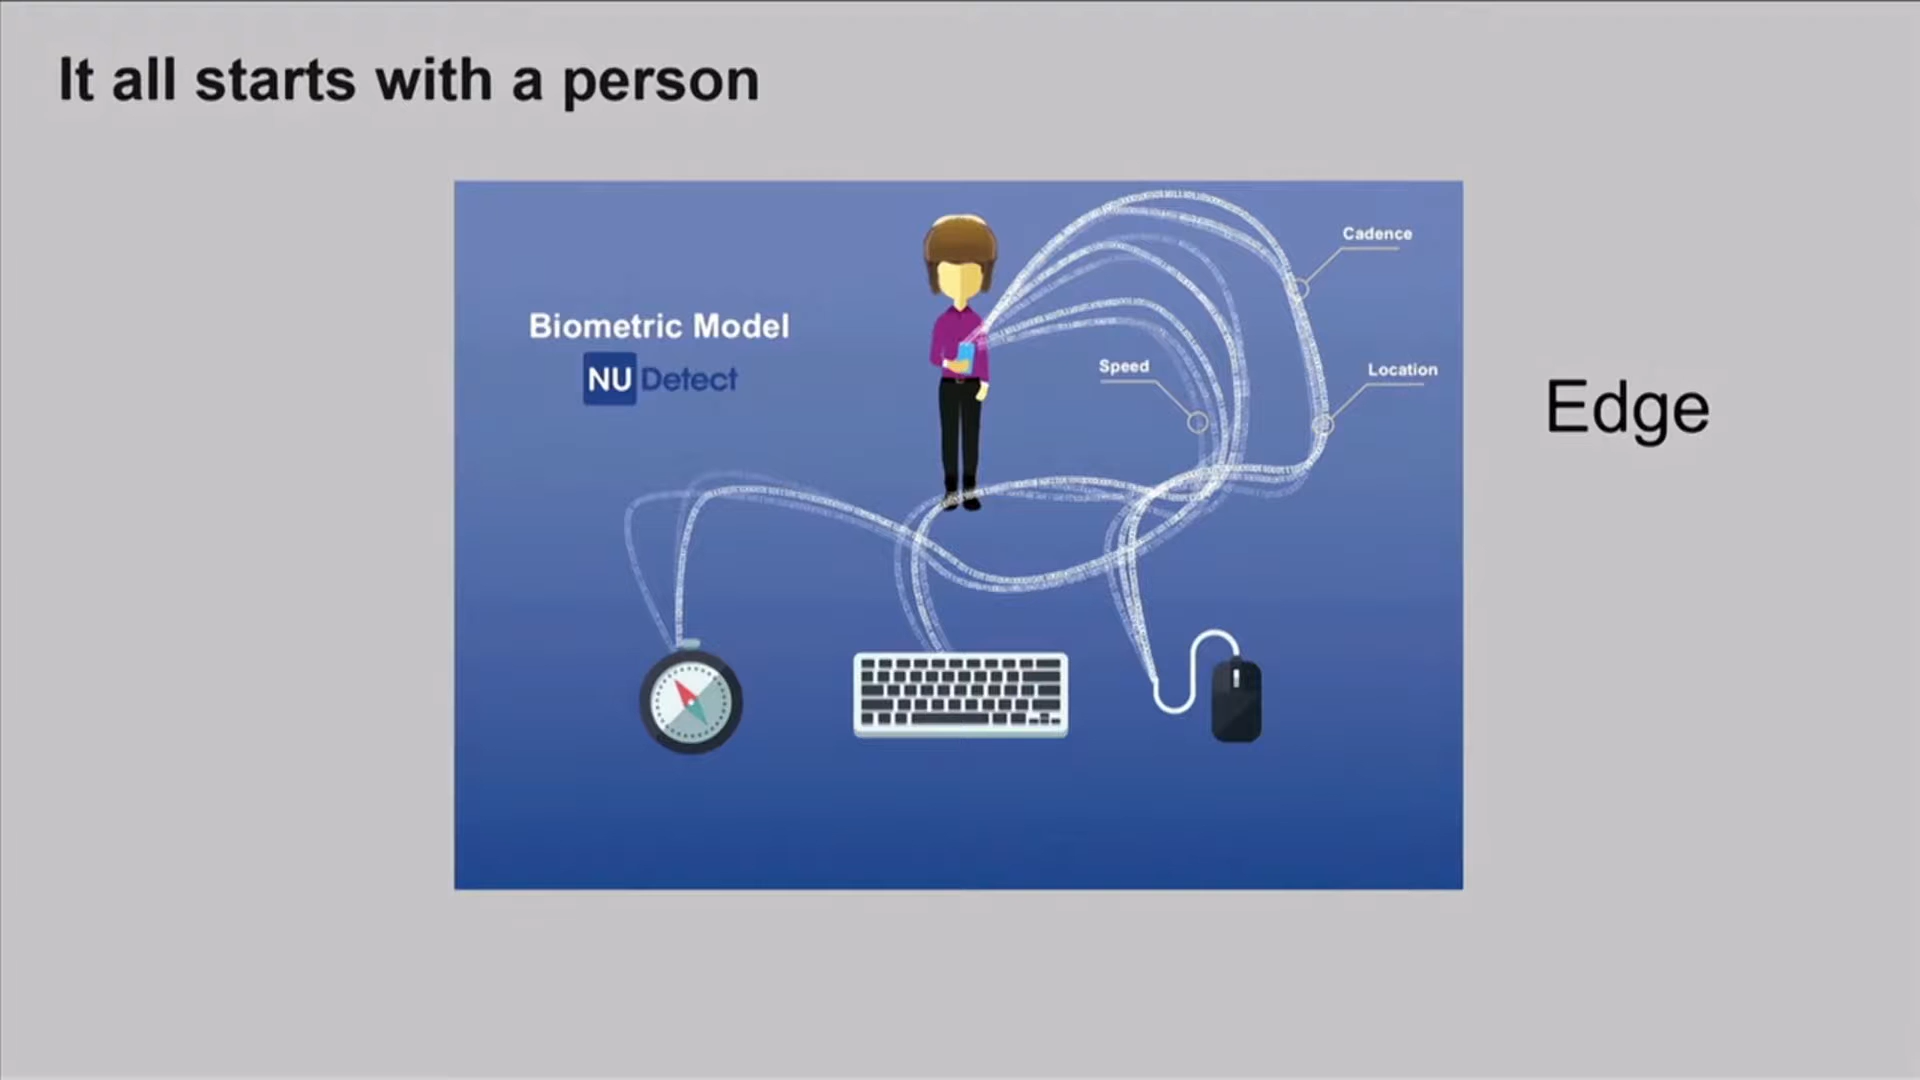 It all starts with a person
Cadence
Biometric Model
NU Detect
Speed
Location
Edge